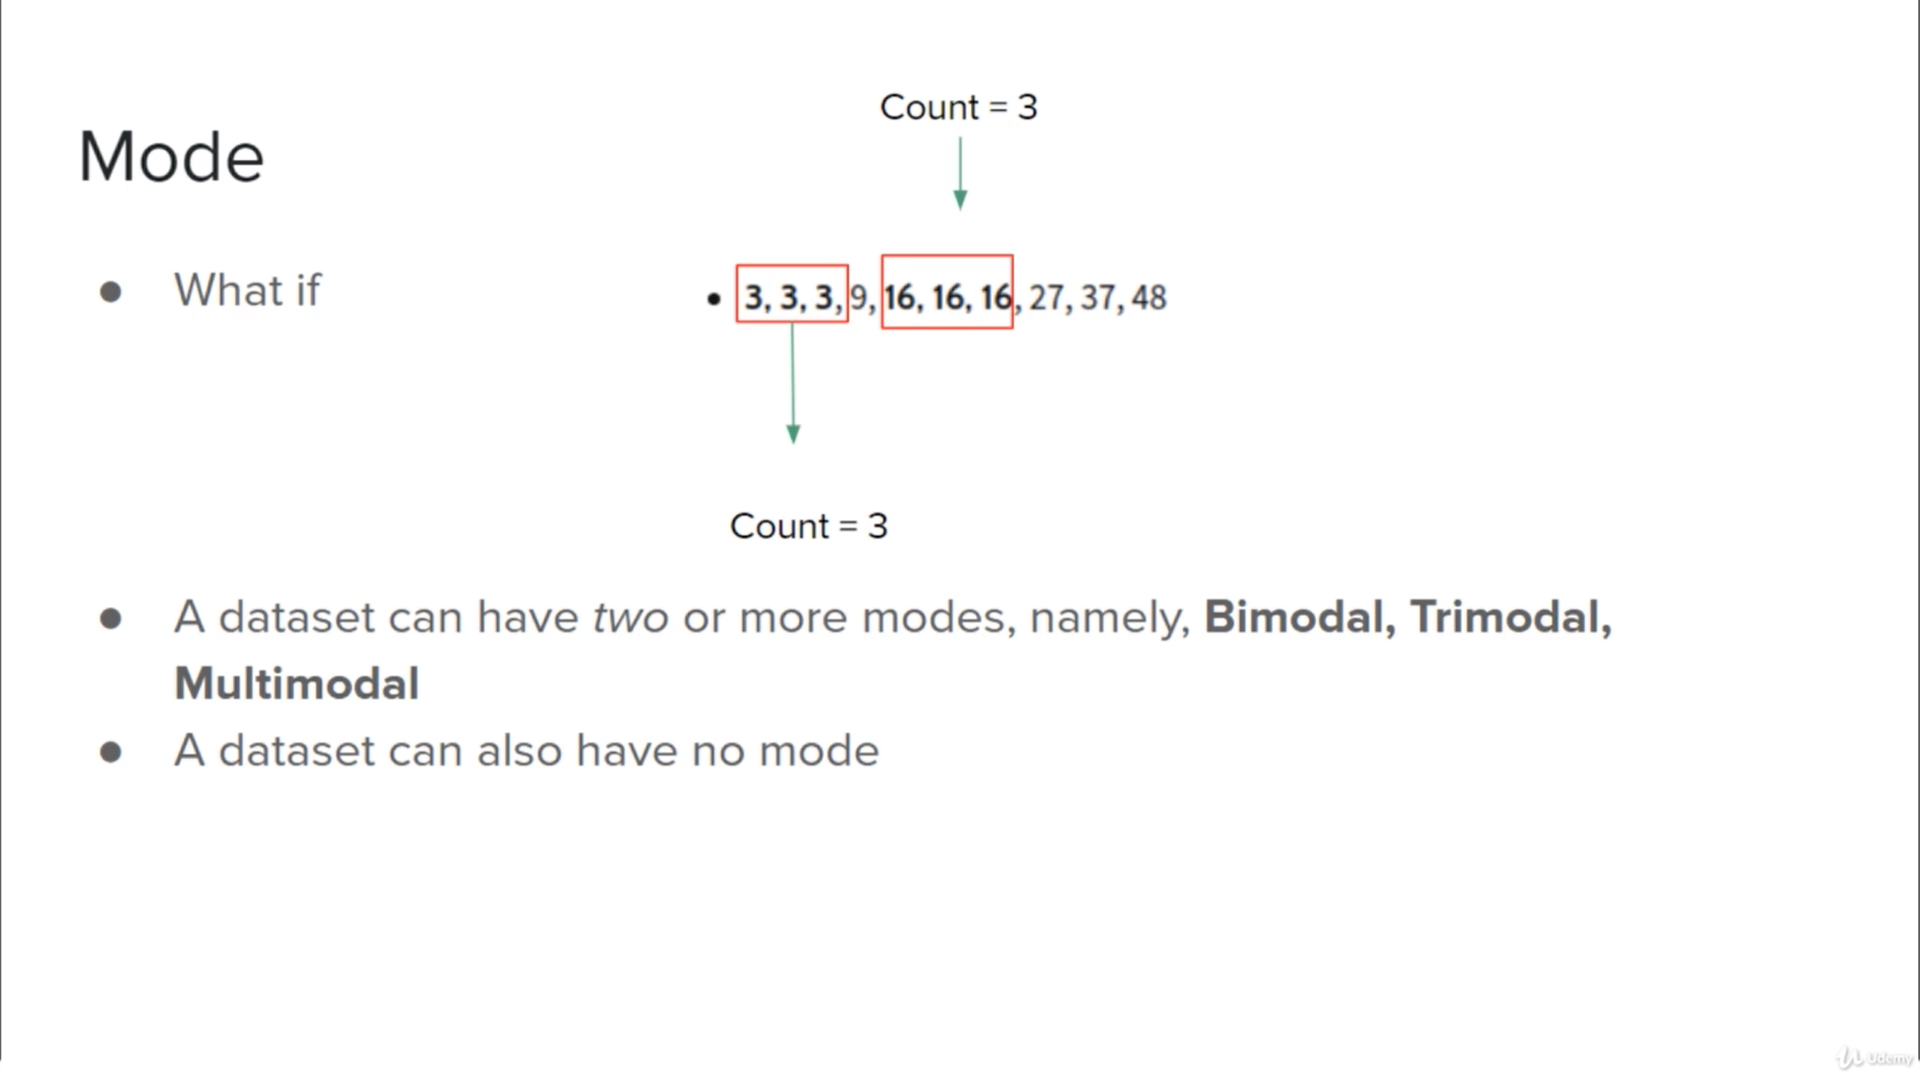 Count = 3
Mode
● What if
• 3, 3, 3, 9, 16, 16, 16, 27, 37, 48
Count = 3
● A dataset can have two or more modes, namely, Bimodal, Trimodal,
Multimodal
● A dataset can also have no mode
Udemy